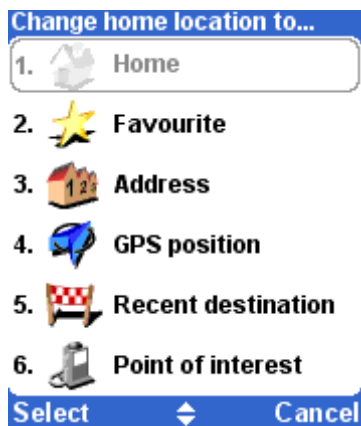 Change home location to...
1. Home
2. Favourite
3. 123 Address
4. GPS position
5. Recent destination
6. Point of interest
Select Cancel